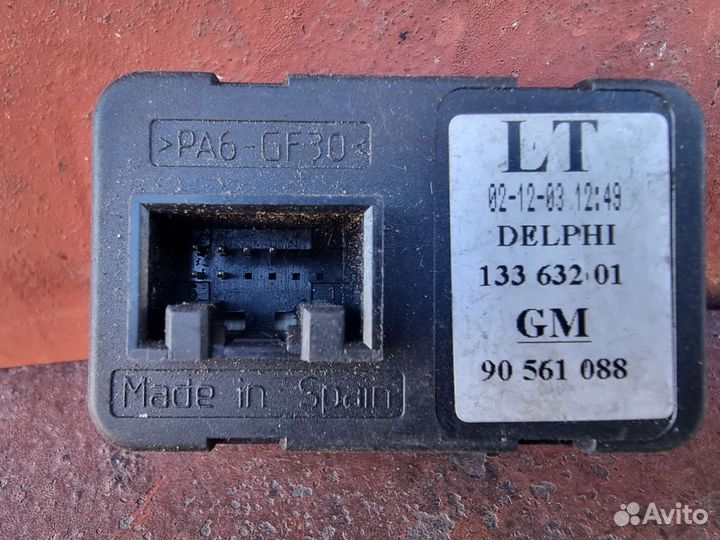 >PA6-GF30<
Made in Spain
LT
02-12-03 12:49
DELPHI
133 632 01
GM
90 561 088
Avito